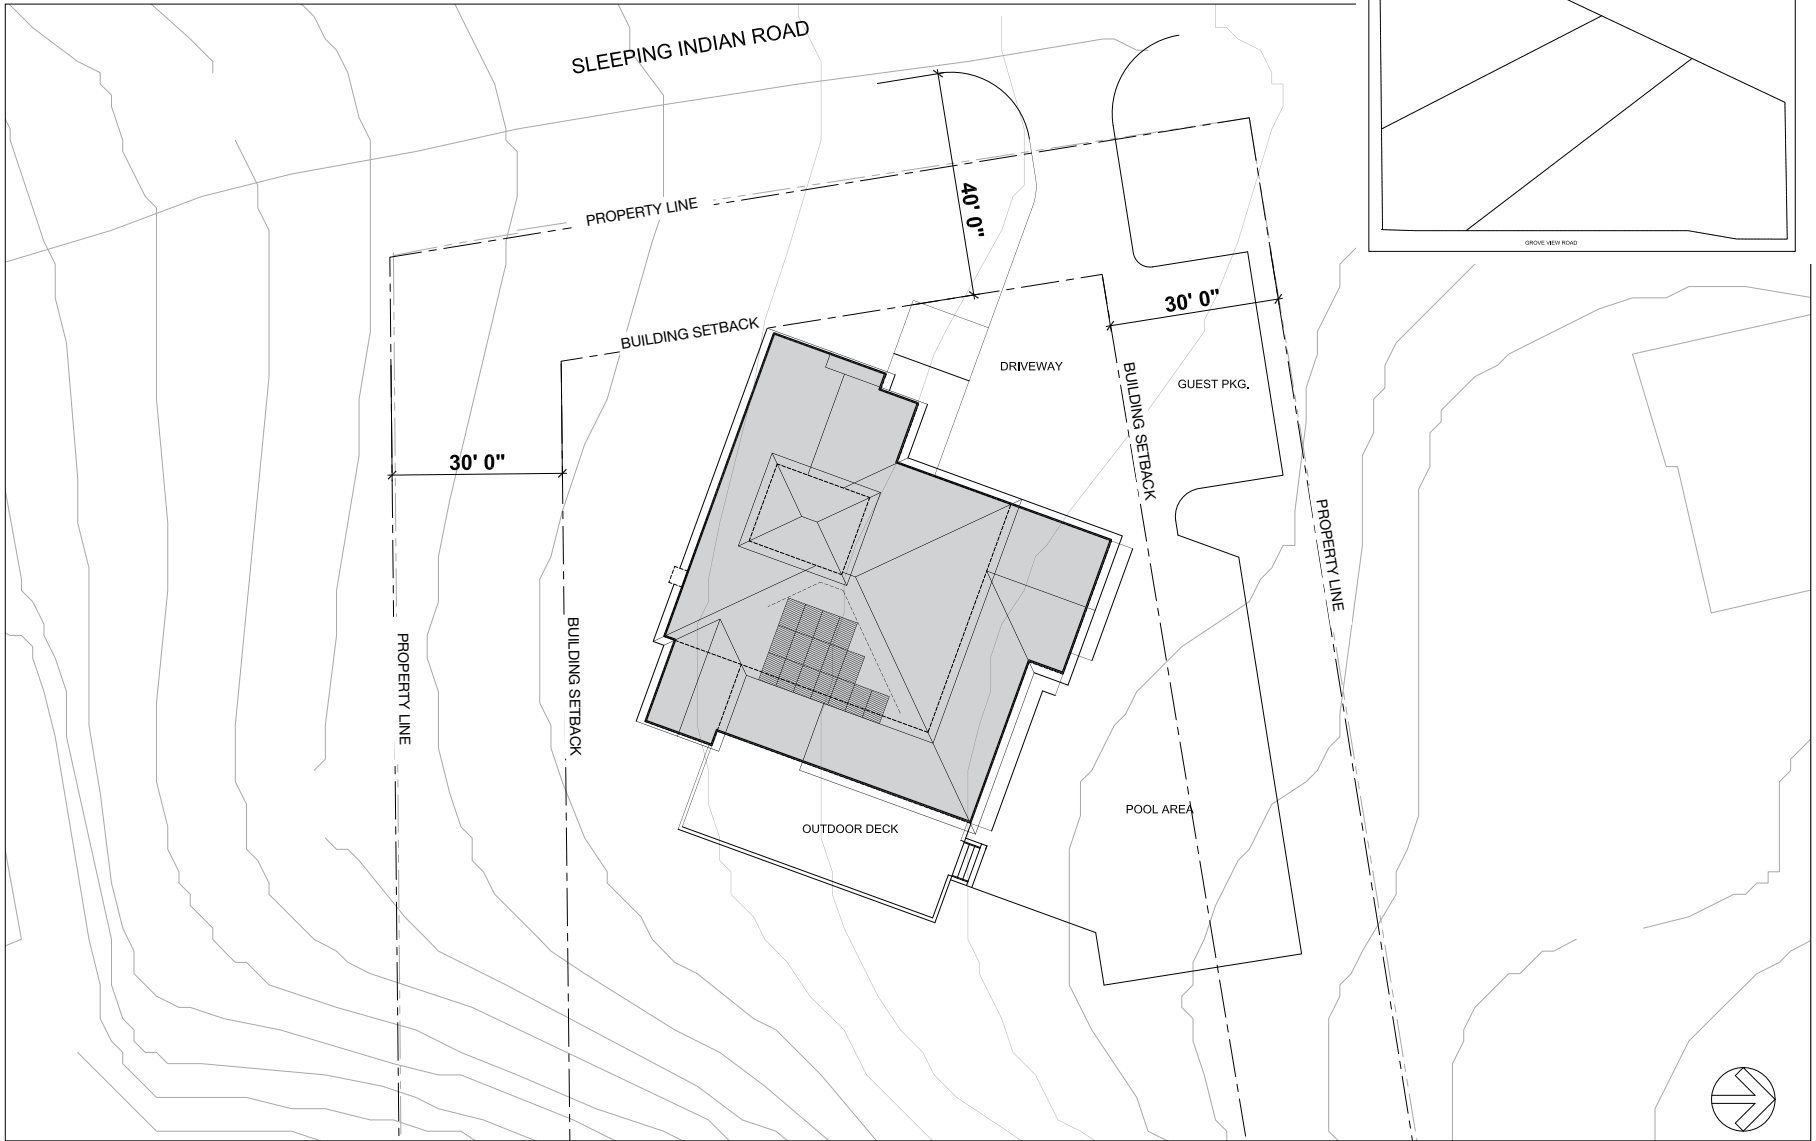 SLEEPING INDIAN ROAD
GROVE VIEW ROAD
PROPERTY LINE
40' 0"
30' 0"
BUILDING SETBACK
DRIVEWAY
GUEST PKG.
BUILDING SETBACK
30' 0"
PROPERTY LINE
PROPERTY LINE
BUILDING SETBACK
POOL AREA
OUTDOOR DECK